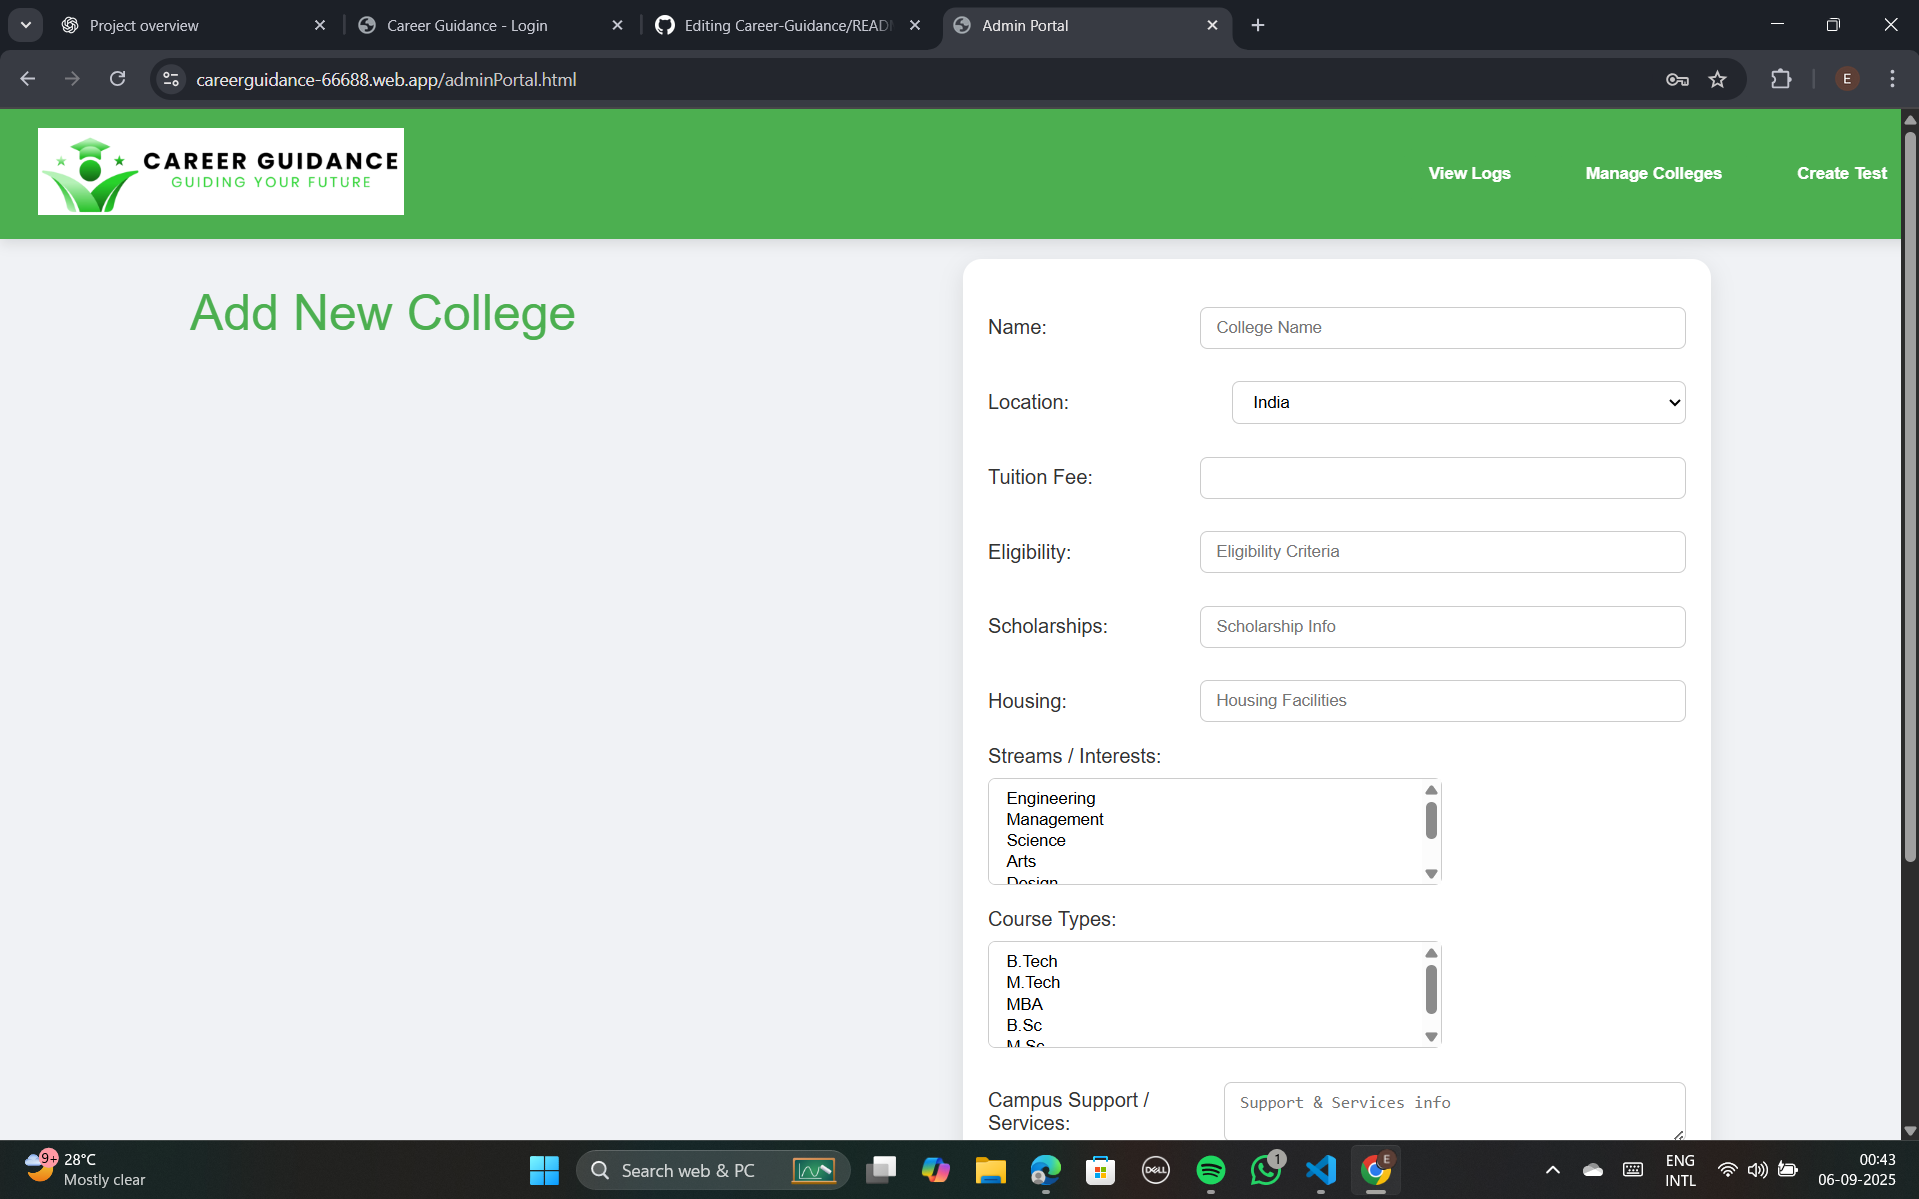 Project overview
Career Guidance - Login
Editing Career-Guidance/READ
Admin Portal
careerguidance-66688.web.app/adminPortal.html
E
CAREER GUIDANCE
GUIDING YOUR FUTURE
View Logs
Manage Colleges
Create Test
Add New College
Name:
College Name
Location:
India
Tuition Fee:
Eligibility:
Eligibility Criteria
Scholarships:
Scholarship Info
Housing:
Housing Facilities
Streams / Interests:
Engineering
Management
Science
Arts
Design
Course Types:
B.Tech
M.Tech
MBA
B.Sc
M.Sc
Campus Support /
Services:
Support & Services info
9+
28°C
Mostly clear
Search web & PC
DELL
1
E
ENG
INTL
00:43
06-09-2025